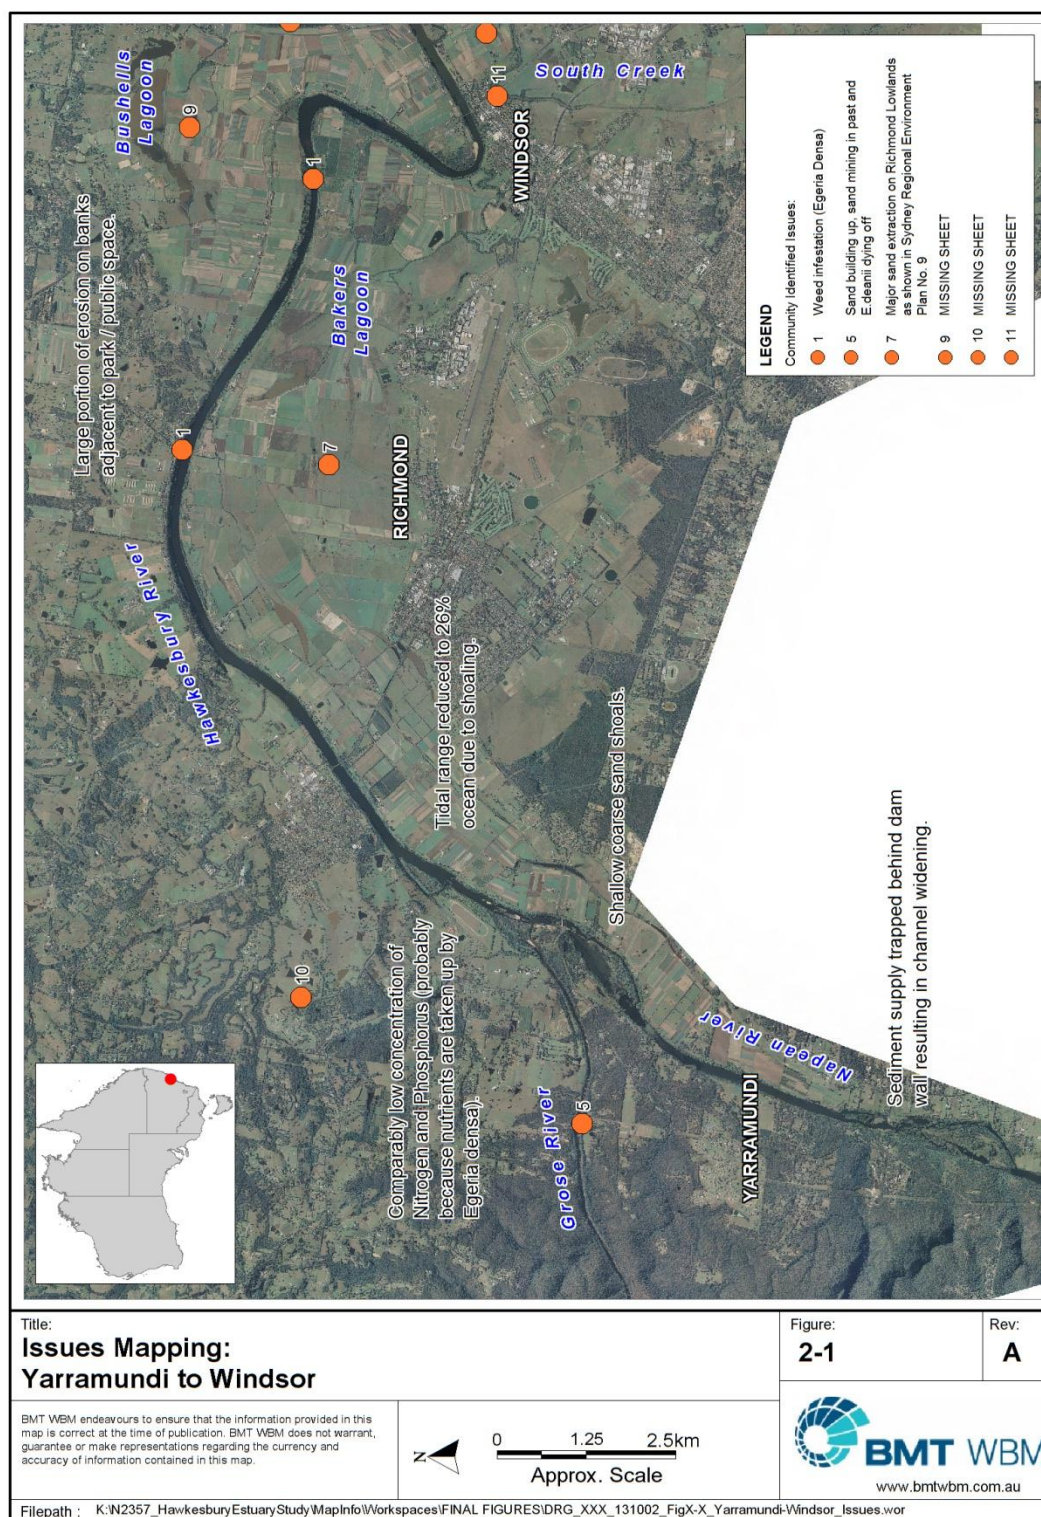 Bushells
Lagoon
9
South Creek
11
WINDSOR
1
Large portion of erosion on banks
adjacent to park / public space.
Bakers
Lagoon
1
7
RICHMOND
Hawkesbury River
Tidal range reduced to 26%
ocean due to shoaling.
Shallow coarse sand shoals.
10
Comparably low concentration of
Nitrogen and Phosphorus (probably
because nutrients are taken up by
Egeria densa).
Grose River
5
Napean River
YARRAMUNDI
Sediment supply trapped behind dam
wall resulting in channel widening.
LEGEND
Community Identified Issues:
1 Weed infestation (Egeria Densa)
5 Sand building up, sand mining in past and
E.deanii dying off
7 Major sand extraction on Richmond Lowlands
as shown in Sydney Regional Environment
Plan No. 9
9 MISSING SHEET
10 MISSING SHEET
11 MISSING SHEET
Title:
Issues Mapping:
Yarramundi to Windsor
Figure:
2-1
Rev:
A
BMT WBM endeavours to ensure that the information provided in this
map is correct at the time of publication. BMT WBM does not warrant,
guarantee or make representations regarding the currency and
accuracy of information contained in this map.
N
0 1.25 2.5km
Approx. Scale
BMT WBM
www.bmtwbm.com.au
Filepath : K:\N2357_HawkesburyEstuaryStudy\MapInfo\Workspaces\FINAL FIGURES\DRG_XXX_131002_FigX-X_Yarramundi-Windsor_Issues.wor